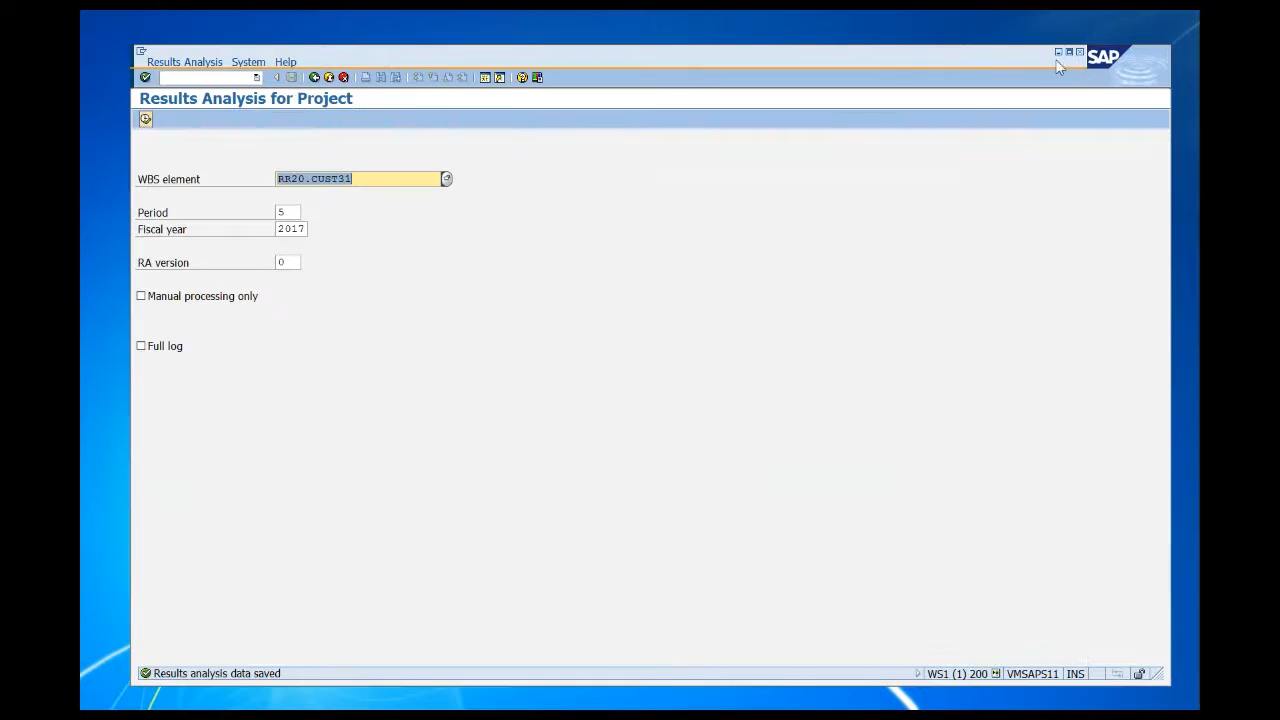 Results Analysis System Help
SAP
Results Analysis for Project
WBS element RR20.CUST31
Period 5
Fiscal year 2017
RA version 0
Manual processing only
Full log
Results analysis data saved WS1 (1) 200 VMSAPS11 INS